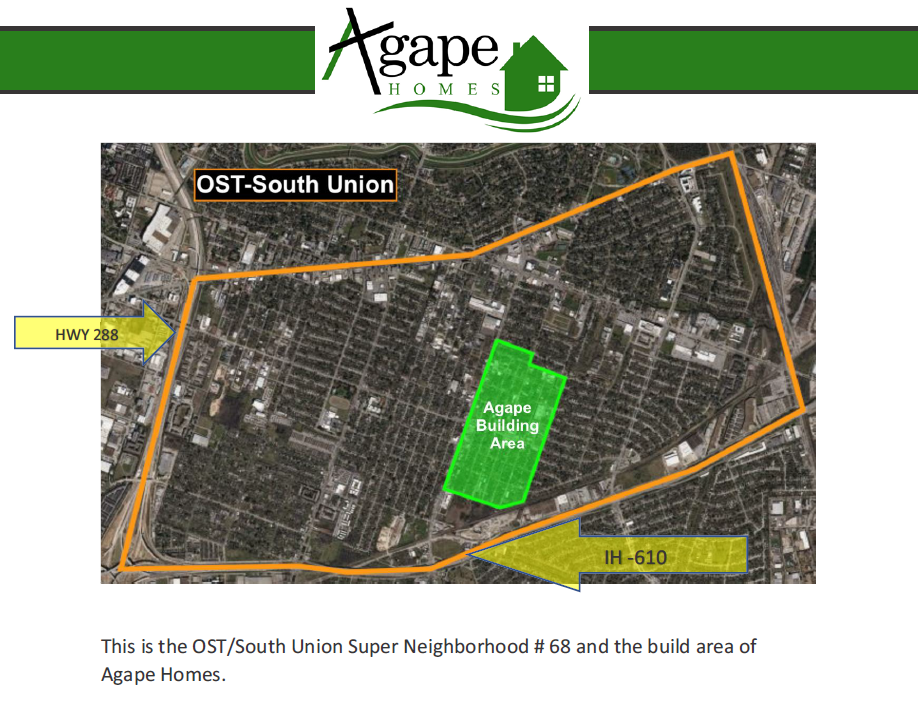 Agape
HOMES
OST-South Union
HWY 288
Agape
Building
Area
IH -610
This is the OST/South Union Super Neighborhood # 68 and the build area of
Agape Homes.